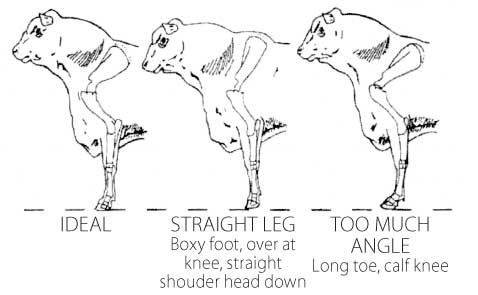 IDEAL
STRAIGHT LEG
Boxy foot, over at
knee, straight
shouder head down
TOO MUCH
ANGLE
Long toe, calf knee